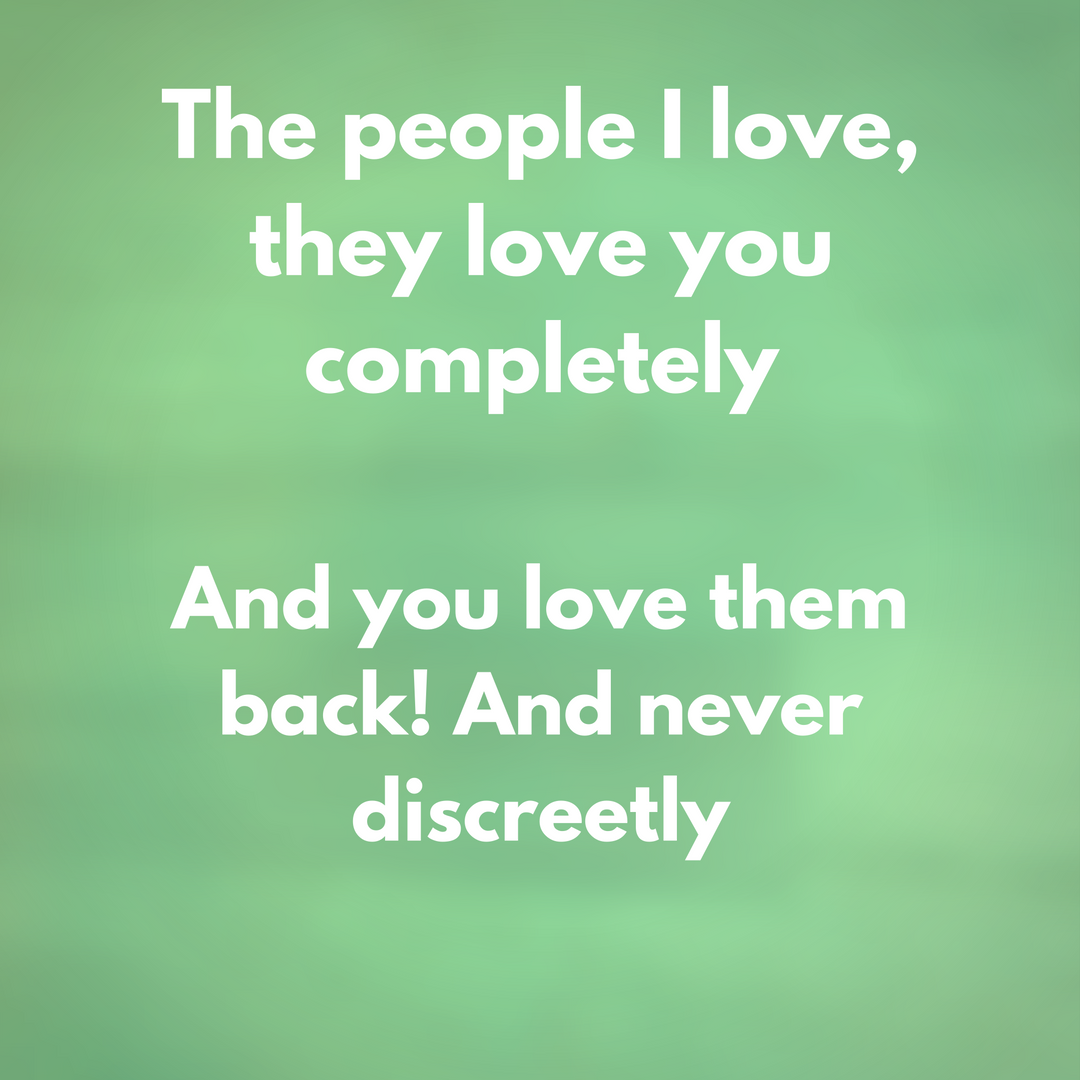 The people I love,
they love you
completely
And you love them
back! And never
discreetly